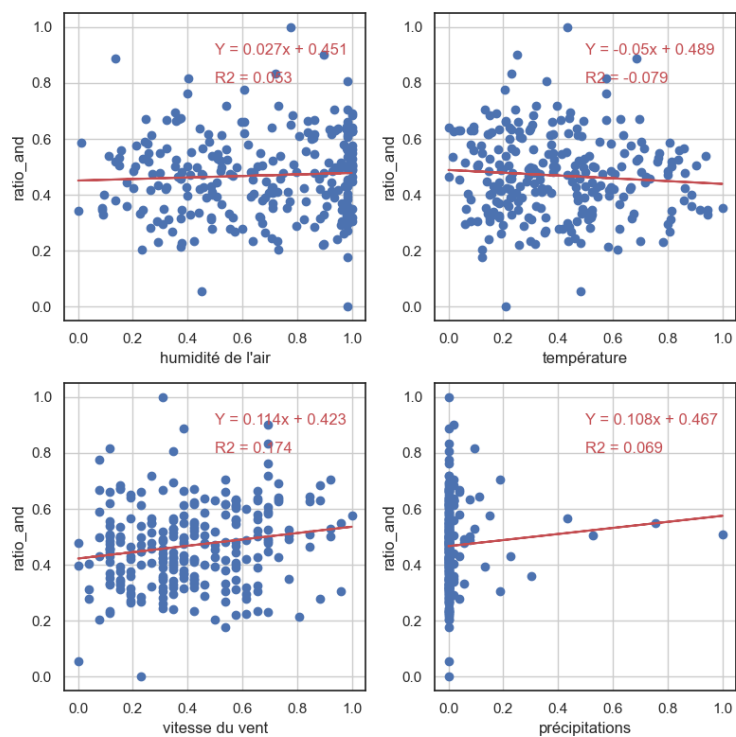 1.0
0.8
0.6
0.4
0.2
0.0
ratio_and
Y = 0.027x + 0.451
R2 = 0.053
0.0 0.2 0.4 0.6 0.8 1.0
humidité de l'air
1.0
0.8
0.6
0.4
0.2
0.0
ratio_and
Y = -0.05x + 0.489
R2 = -0.079
0.0 0.2 0.4 0.6 0.8 1.0
température
1.0
0.8
0.6
0.4
0.2
0.0
ratio_and
Y = 0.114x + 0.423
R2 = 0.174
0.0 0.2 0.4 0.6 0.8 1.0
vitesse du vent
1.0
0.8
0.6
0.4
0.2
0.0
ratio_and
Y = 0.108x + 0.467
R2 = 0.069
0.0 0.2 0.4 0.6 0.8 1.0
précipitations